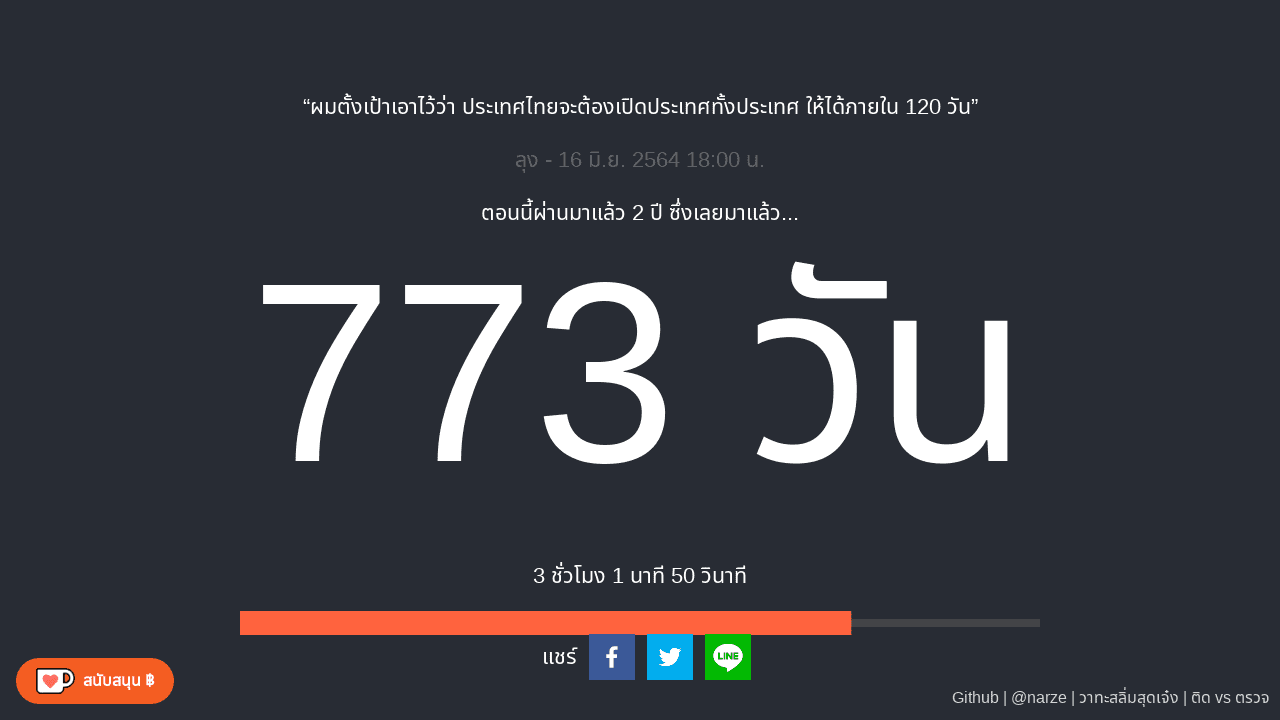 “ผมตั้งเป้าเอาไว้ว่า ประเทศไทยจะต้องเปิดประเทศทั้งประเทศ ให้ได้ภายใน 120 วัน”
ลุง - 16 มิ.ย. 2564 18:00 น.
ตอนนี้ผ่านมาแล้ว 2 ปี ซึ่งเลยมาแล้ว...
773 วัน
3 ชั่วโมง 1 นาที 50 วินาที
แชร์
LINE
สนับสนุน ฿
Github | @narze | วาทะสลิ่มสุดเจ๋ง | ติด vs ตรวจ